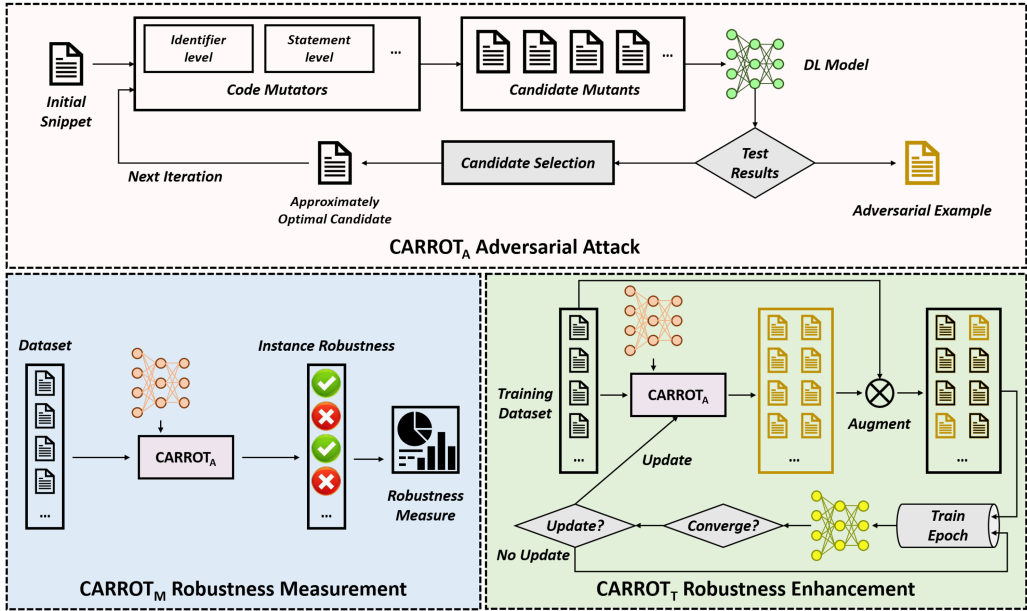 Initial
Snippet
Identifier
level
Statement
level
...
Code Mutators
...
Candidate Mutants
DL Model
Next Iteration
Approximately
Optimal Candidate
Candidate Selection
Test
Results
Adversarial Example
CARROTA Adversarial Attack
Dataset
...
CARROTA
Instance Robustness
...
Robustness
Measure
CARROTM Robustness Measurement
Training
Dataset
...
CARROTA
...
Augment
...
Update
Update?
No Update
Converge?
Train
Epoch
CARROTT Robustness Enhancement